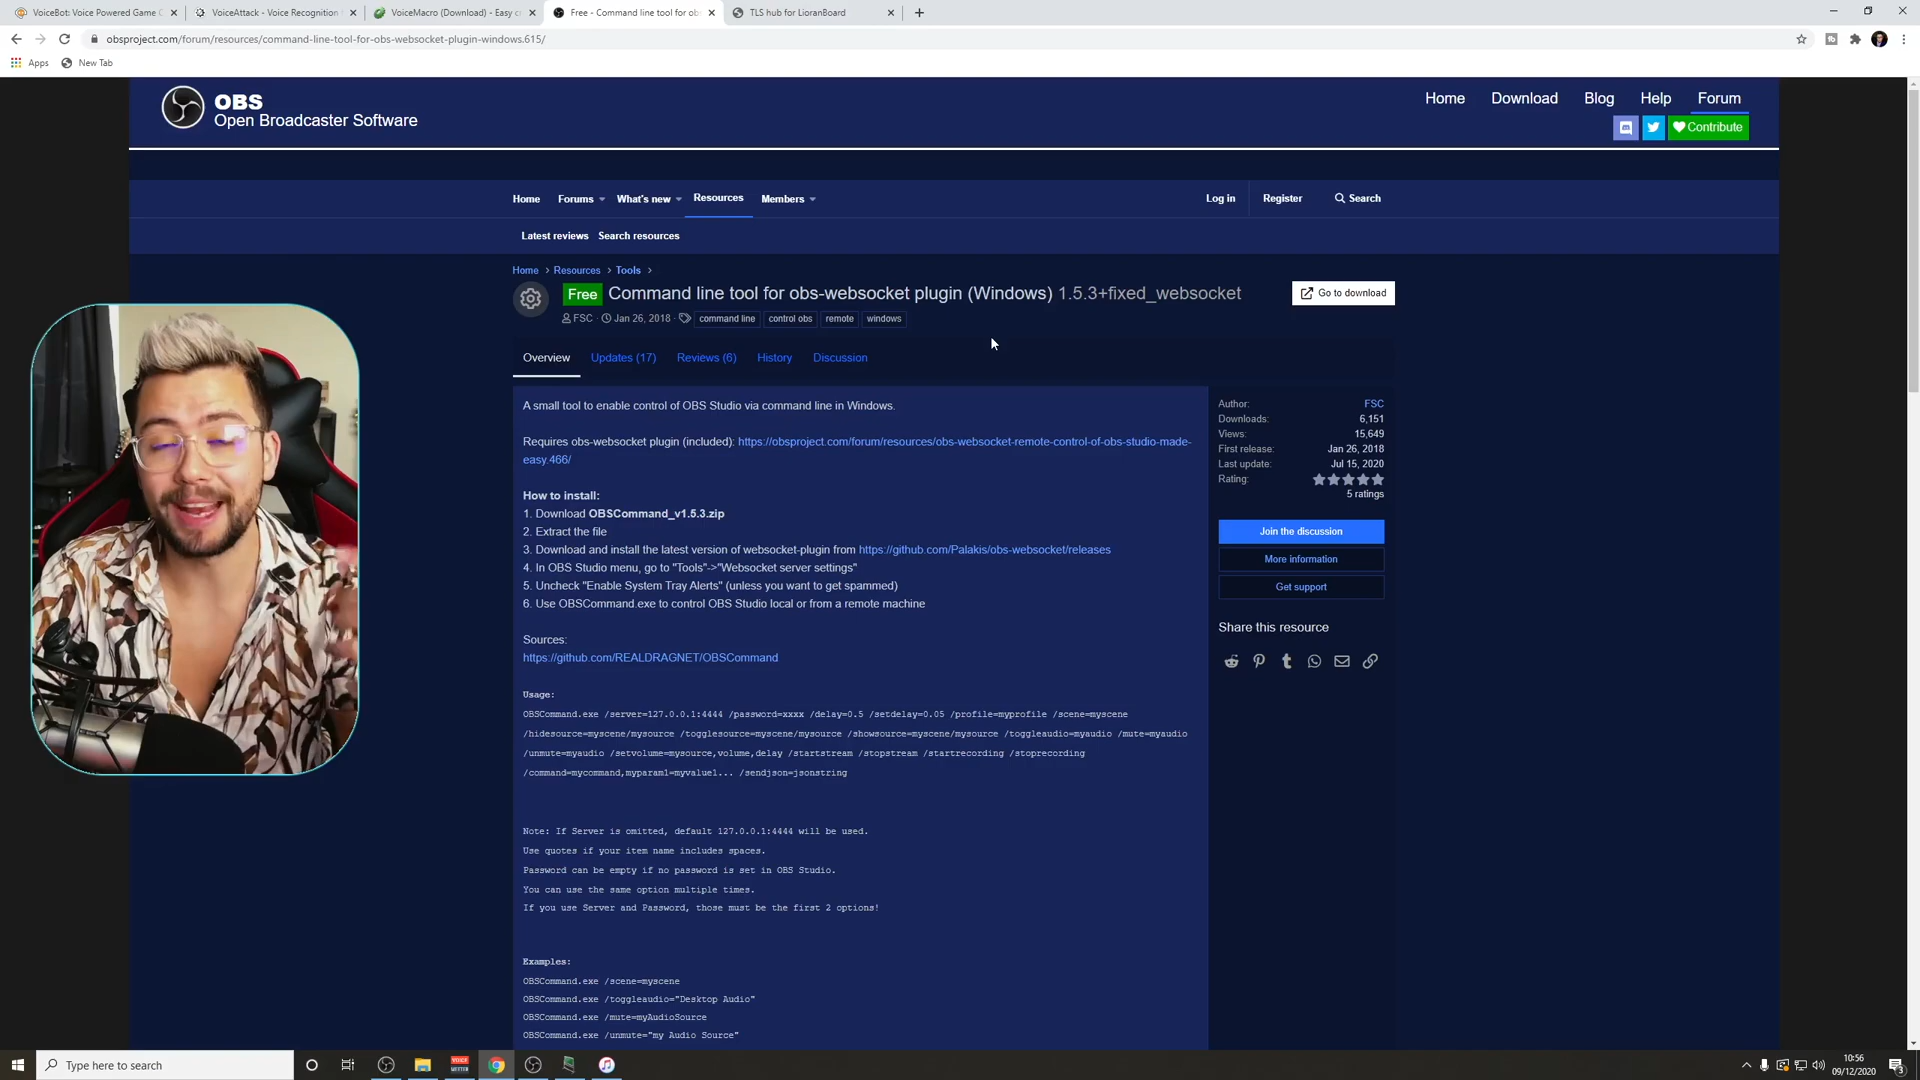 VoiceBot: Voice Powered Game C
VoiceAttack - Voice Recognition
VoiceMacro (Download) - Easy c
Free - Command line tool for obs
TLS hub for LioranBoard
obsproject.com/forum/resources/command-line-tool-for-obs-websocket-plugin-windows.615/
Apps New Tab
OBS
Open Broadcaster Software
Home Download Blog Help Forum
Contribute
Home Forums What's new Resources Members Log in Register Search
Latest reviews Search resources
Home > Resources > Tools >
Free Command line tool for obs-websocket plugin (Windows) 1.5.3+fixed_websocket
Go to download
FSC Jan 26, 2018 command line control obs remote windows
Overview Updates (17) Reviews (6) History Discussion
A small tool to enable control of OBS Studio via command line in Windows.
Requires obs-websocket plugin (included): https://obsproject.com/forum/resources/obs-websocket-remote-control-of-obs-studio-made-
easy.466/
How to install:
1. Download OBSCommand_v1.5.3.zip
2. Extract the file
3. Download and install the latest version of websocket-plugin from https://github.com/Palakis/obs-websocket/releases
4. In OBS Studio menu, go to "Tools"->"Websocket server settings"
5. Uncheck "Enable System Tray Alerts" (unless you want to get spammed)
6. Use OBSCommand.exe to control OBS Studio local or from a remote machine
Sources:
https://github.com/REALDRAGNET/OBSCommand
Usage:
OBSCommand.exe /server=127.0.0.1:4444 /password=xxxx /delay=0.5 /setdelay=0.05 /profile=myprofile /scene=myscene
/hidesource=myscene/mysource /togglesource=myscene/mysource /showsource=myscene/mysource /toggleaudio=myaudio /mute=myaudio
/unmute=myaudio /setvolume=mysource,volume,delay /startstream /stopstream /startrecording /stoprecording
/command=mycommand,myparam1=myvalue1... /sendjson=jsonstring
Note: If Server is omitted, default 127.0.0.1:4444 will be used.
Use quotes if your item name includes spaces.
Password can be empty if no password is set in OBS Studio.
You can use the same option multiple times.
If you use Server and Password, those must be the first 2 options!
Examples:
OBSCommand.exe /scene=myscene
OBSCommand.exe /toggleaudio="Desktop Audio"
OBSCommand.exe /mute=myAudioSource
OBSCommand.exe /unmute="my Audio Source"
Author: FSC
Downloads: 6,151
Views: 15,649
First release: Jan 26, 2018
Last update: Jul 15, 2020
Rating:
5 ratings
Join the discussion
More information
Get support
Share this resource
Type here to search
10:56
09/12/2020
3